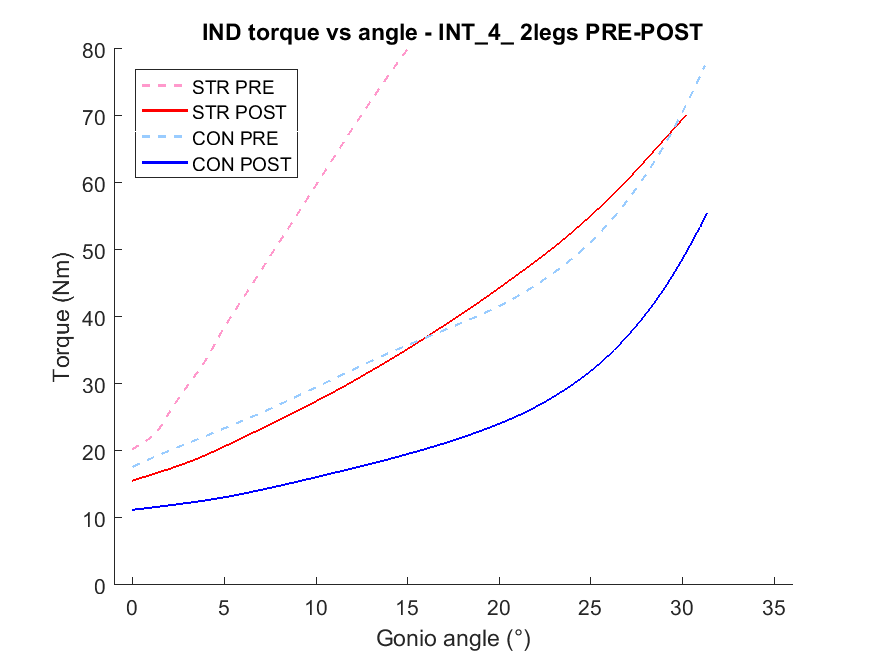 IND torque vs angle - INT_4_ 2legs PRE-POST
80
70
60
50
40
30
20
10
0
Torque (Nm)
STR PRE
STR POST
CON PRE
CON POST
0 5 10 15 20 25 30 35
Gonio angle (°)